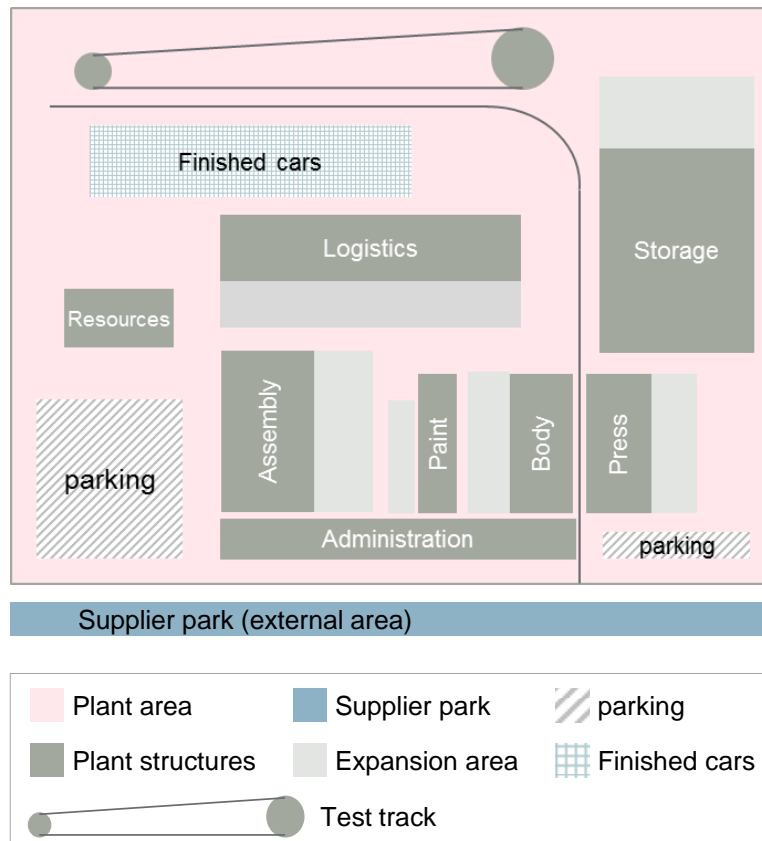 Finished cars
Logistics
Storage
Resources
Assembly
Paint
Body
Press
parking
Administration
parking
Supplier park (external area)
Plant area
Supplier park
parking
Plant structures
Expansion area
Finished cars
Test track